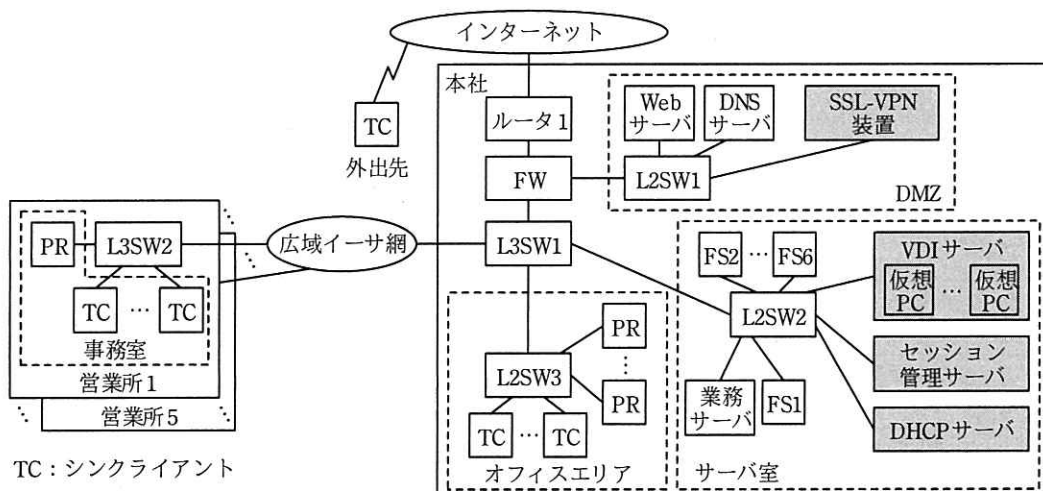 インターネット
本社
TC
外出先
ルータ1
FW
Web
サーバ
DNS
サーバ
SSL-VPN
装置
L2SW1
DMZ
PR
L3SW2
TC … TC
事務室
営業所1
営業所5
広域イーサ網
L3SW1
FS2 … FS6
VDIサーバ
仮想
PC
…
仮想
PC
L2SW2
セッション
管理サーバ
業務
サーバ
FS1
DHCPサーバ
サーバ室
PR
PR
L2SW3
TC … TC
オフィスエリア
TC:シンクライアント